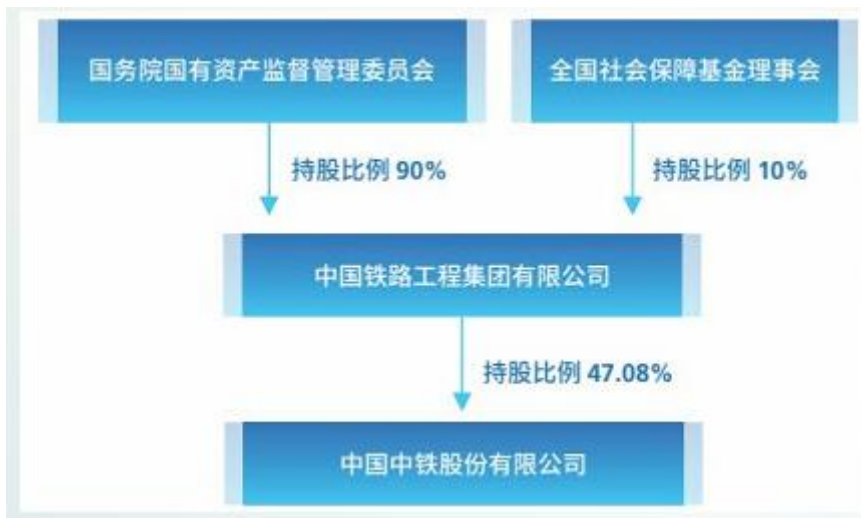 国务院国有资产监督管理委员会
全国社会保障基金理事会
持股比例 90%
持股比例 10%
中国铁路工程集团有限公司
持股比例 47.08%
中国中铁股份有限公司